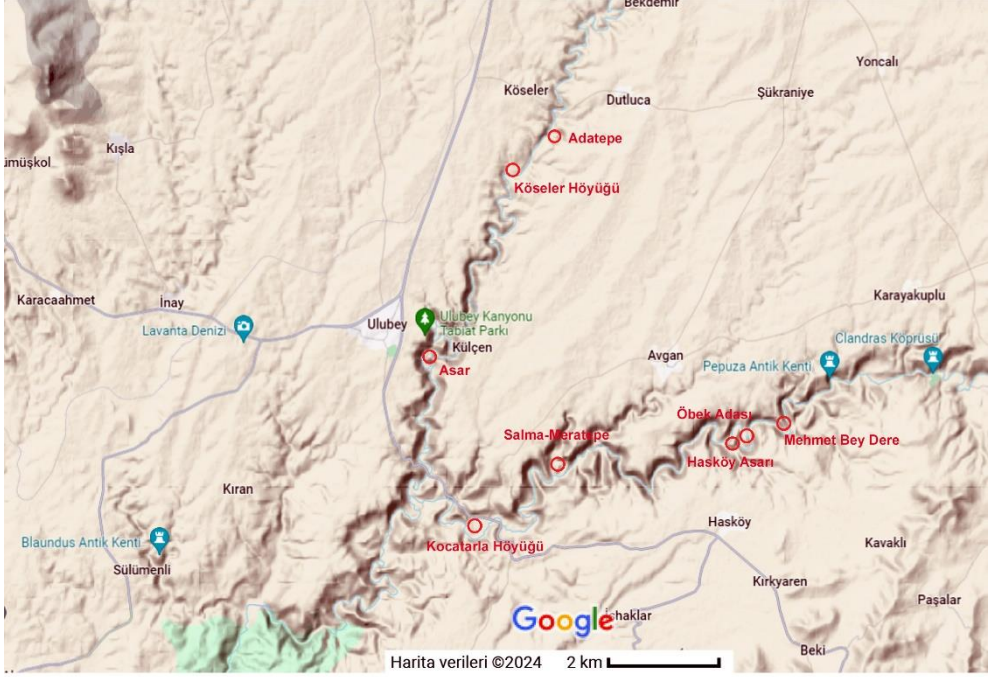 Bekdemir
Yoncalı
Köseler
Dutluca
Şükraniye
Adatepe
Kışla
ümüşkol
Köseler Höyüğü
Karacaahmet
İnay
Karayakuplu
Lavanta Denizi
Ulubey
Ulubey Kanyonu
Tabiat Parkı
Külçen
Asar
Avgan
Pepuza Antik Kenti
Clandras Köprüsü
Öbek Adası
Salma-Meratepe
Mehmet Bey Dere
Hasköy Asarı
Kıran
Hasköy
Blaundus Antik Kenti
Kocatarla Höyüğü
Kavaklı
Sülümenli
Kırkyaren
Paşalar
Google
İshaklar
Beki
Harita verileri ©2024 2 km